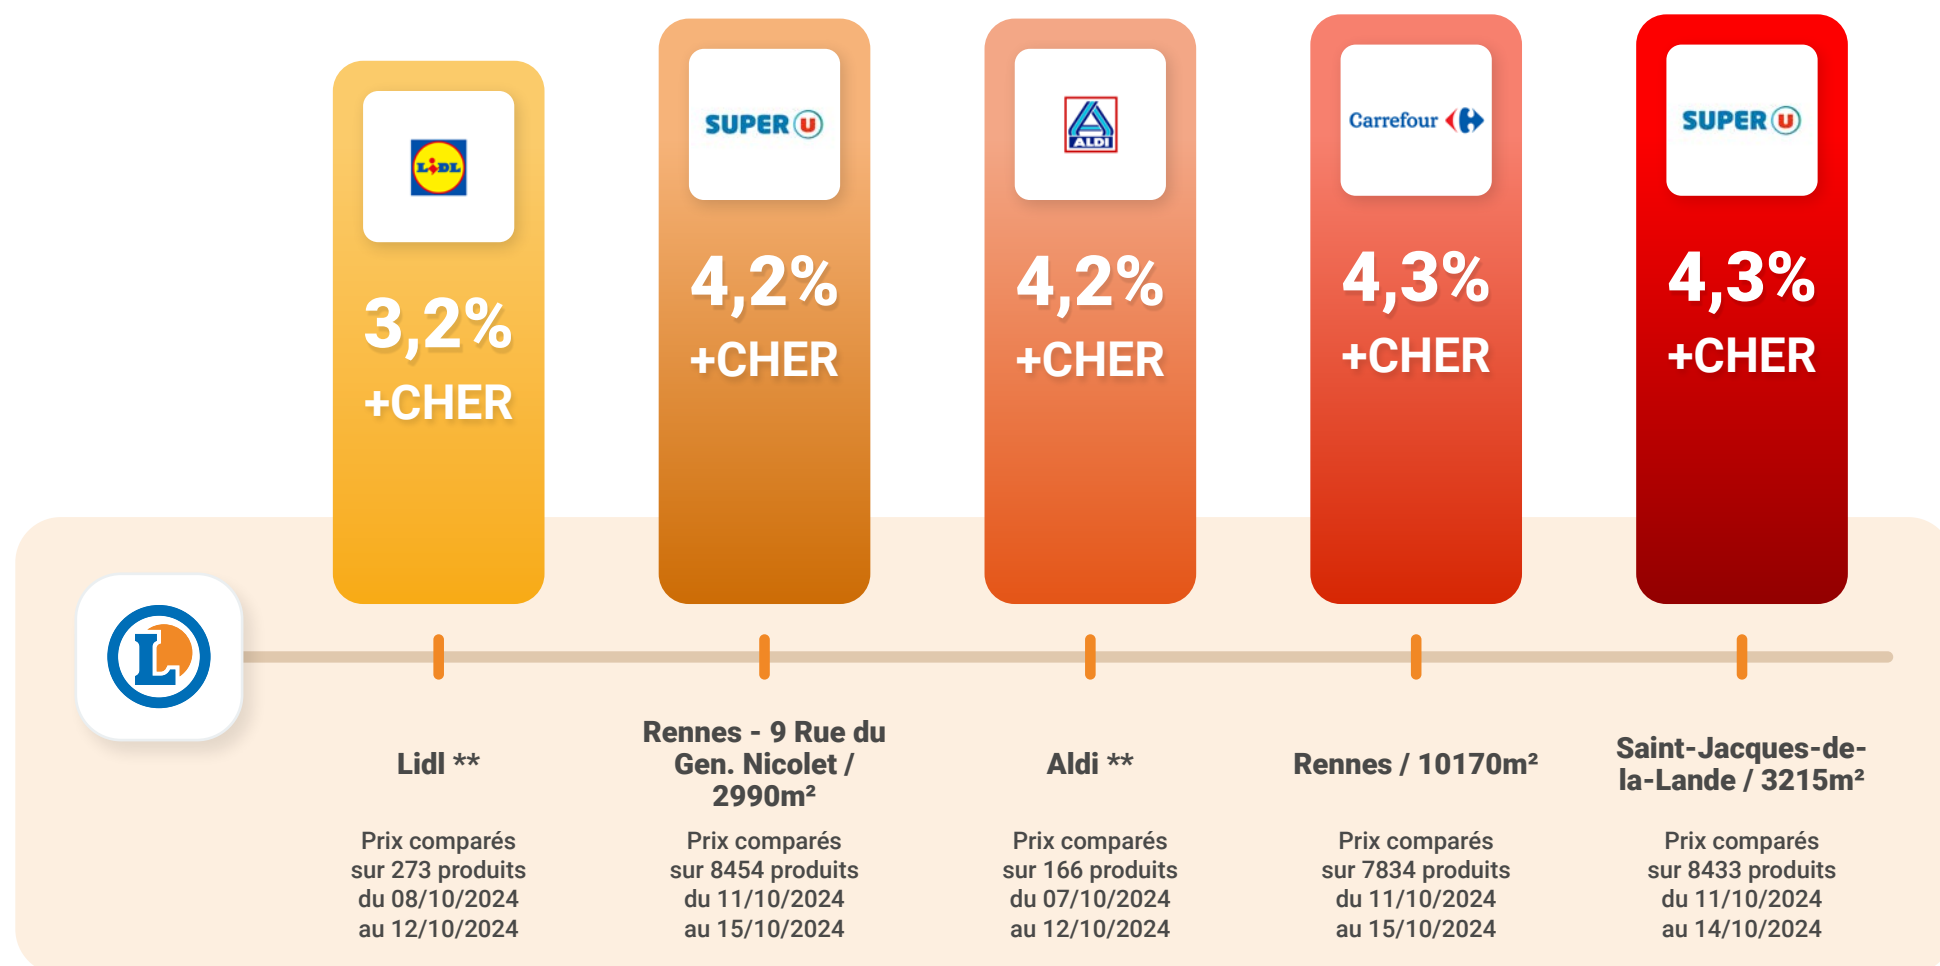 LIDL
3,2%
+CHER
SUPER U
4,2%
+CHER
ALDI
4,2%
+CHER
Carrefour
4,3%
+CHER
SUPER U
4,3%
+CHER
L
Lidl **
Prix comparés
sur 273 produits
du 08/10/2024
au 12/10/2024
Rennes - 9 Rue du
Gen. Nicolet /
2990m²
Prix comparés
sur 8454 produits
du 11/10/2024
au 15/10/2024
Aldi **
Prix comparés
sur 166 produits
du 07/10/2024
au 12/10/2024
Rennes / 10170m²
Prix comparés
sur 7834 produits
du 11/10/2024
au 15/10/2024
Saint-Jacques-de-
la-Lande / 3215m²
Prix comparés
sur 8433 produits
du 11/10/2024
au 14/10/2024